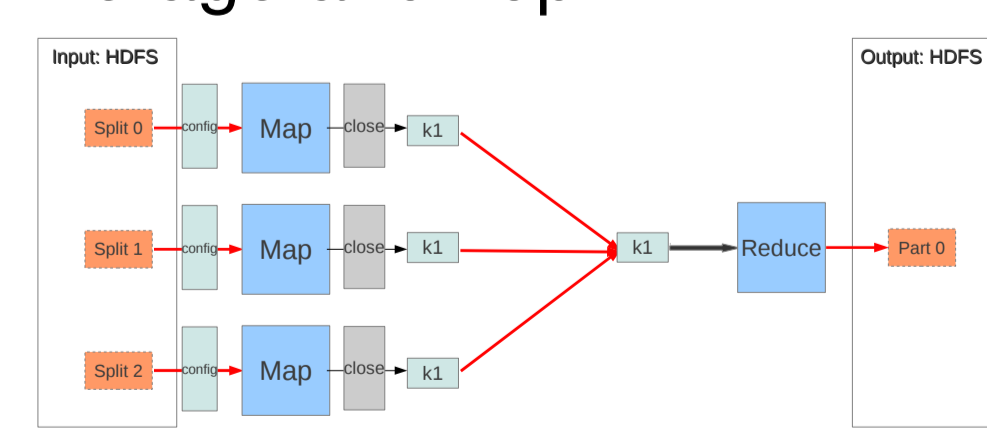 Input: HDFS
Output: HDFS
Split 0
config
Map
close
k1
Split 1
config
Map
close
k1
k1
Reduce
Part 0
Split 2
config
Map
close
k1